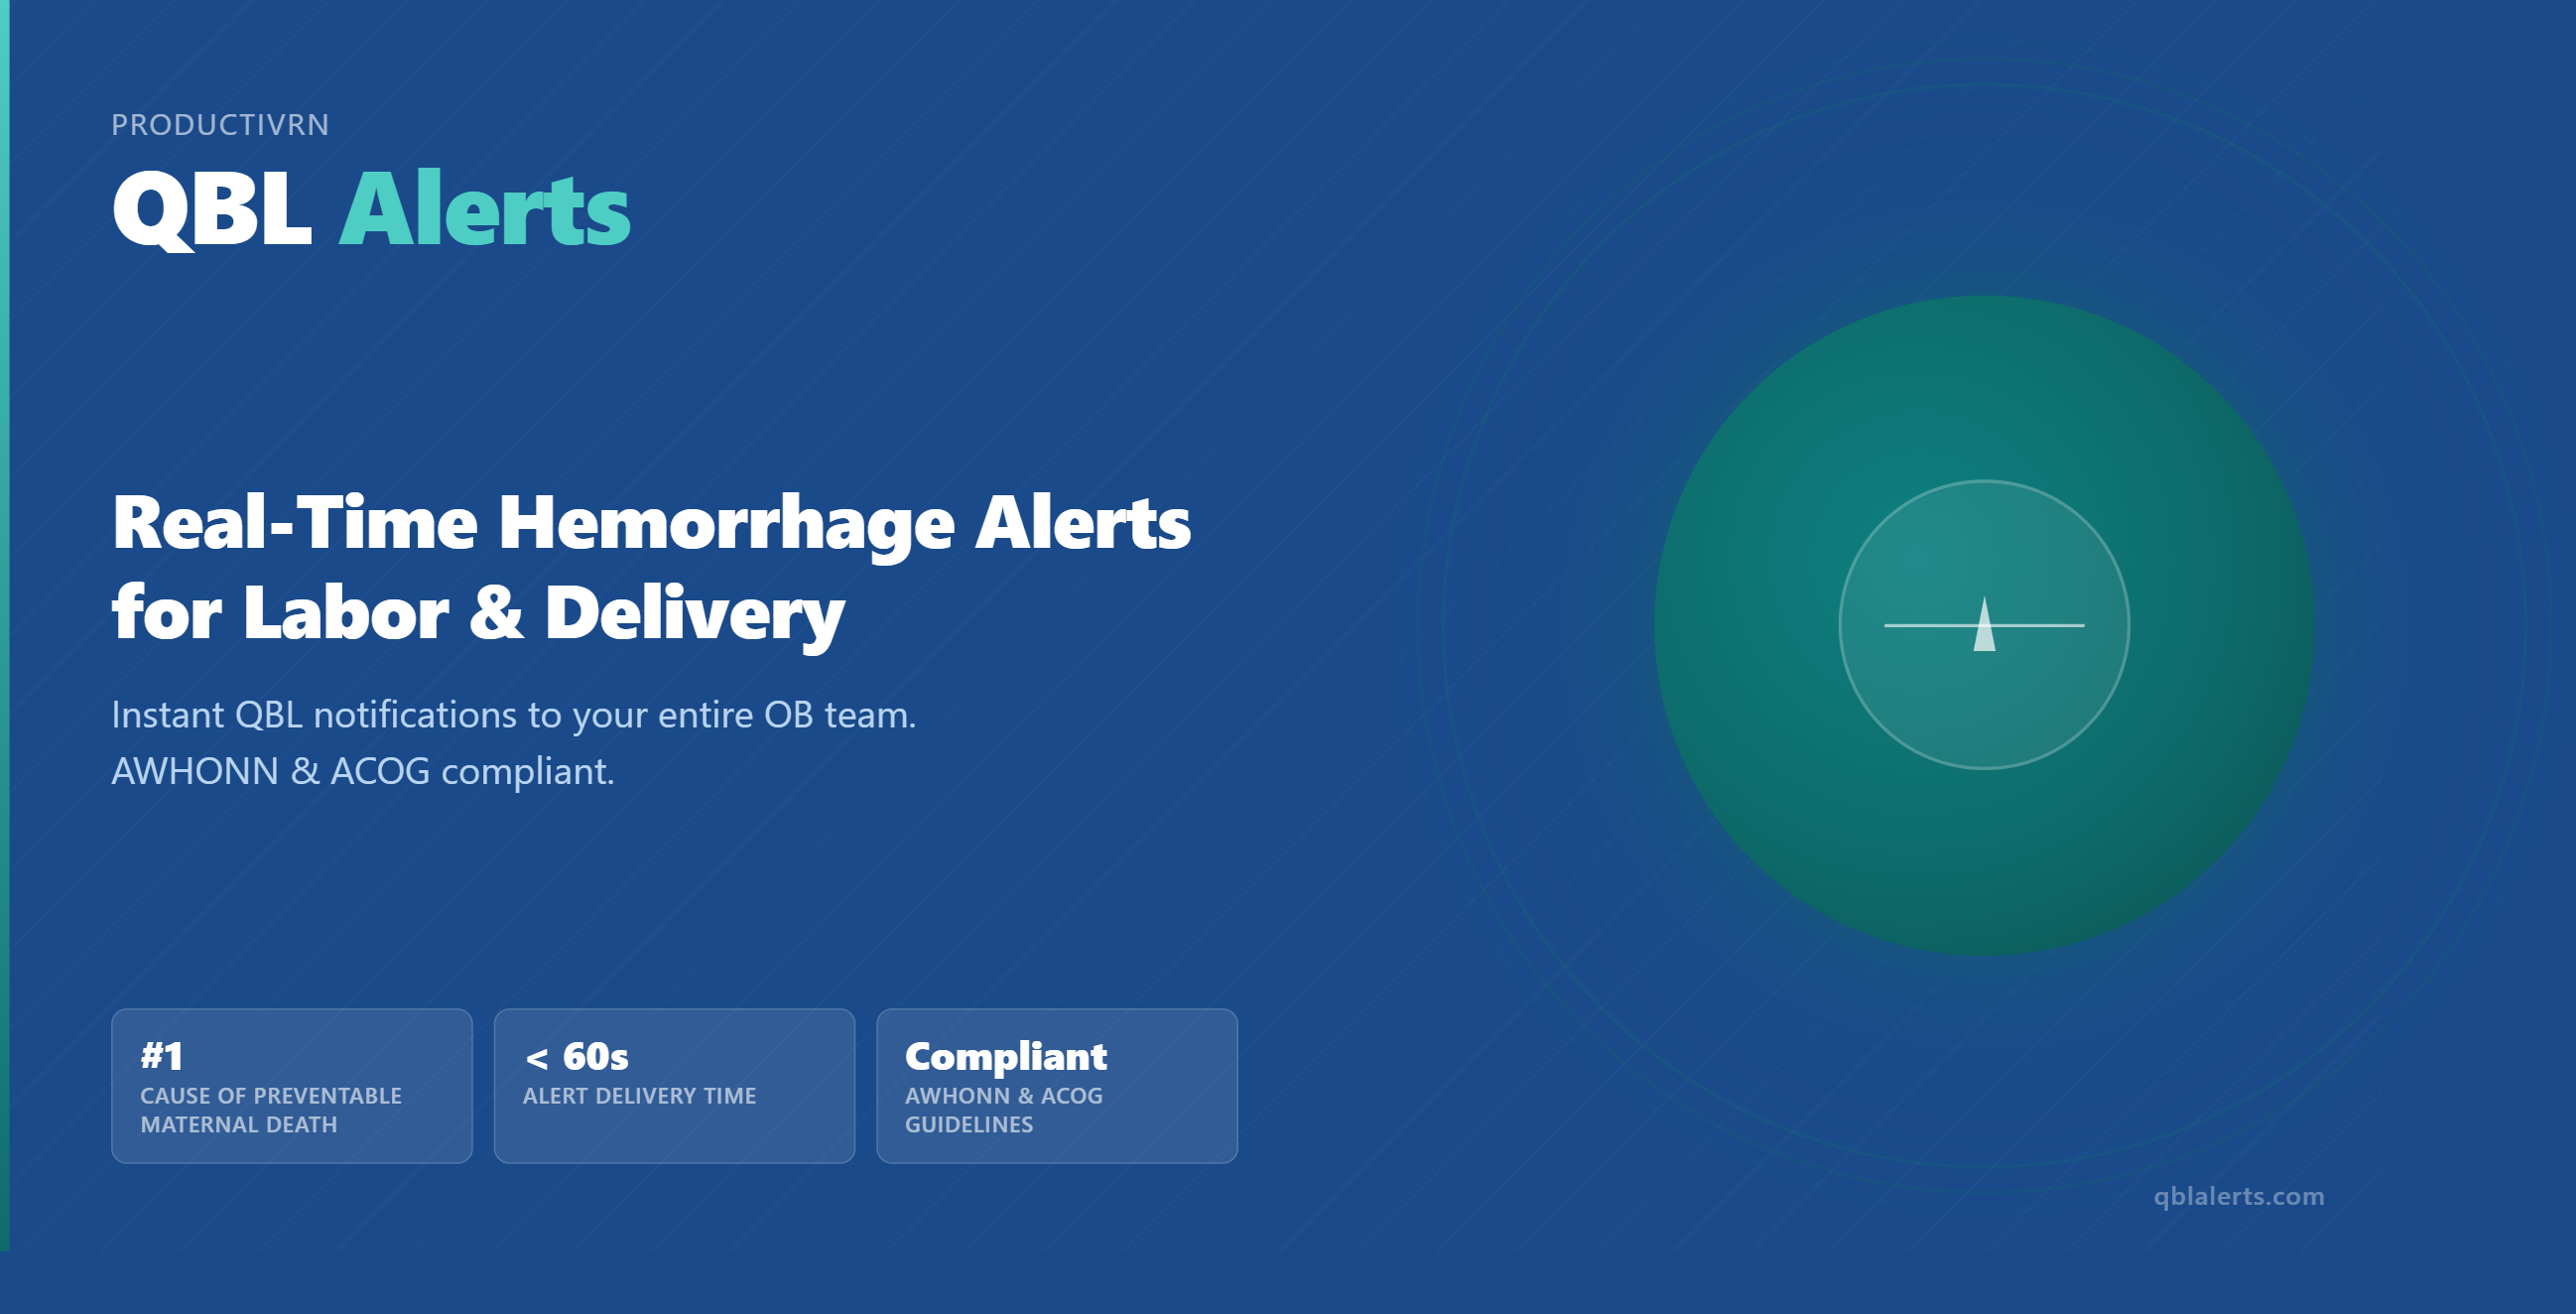 PRODUCTIVRN
QBL Alerts
Real-Time Hemorrhage Alerts
for Labor & Delivery
Instant QBL notifications to your entire OB team.
AWHONN & ACOG compliant.
#1
CAUSE OF PREVENTABLE
MATERNAL DEATH
< 60s
ALERT DELIVERY TIME
Compliant
AWHONN & ACOG
GUIDELINES
qblalerts.com